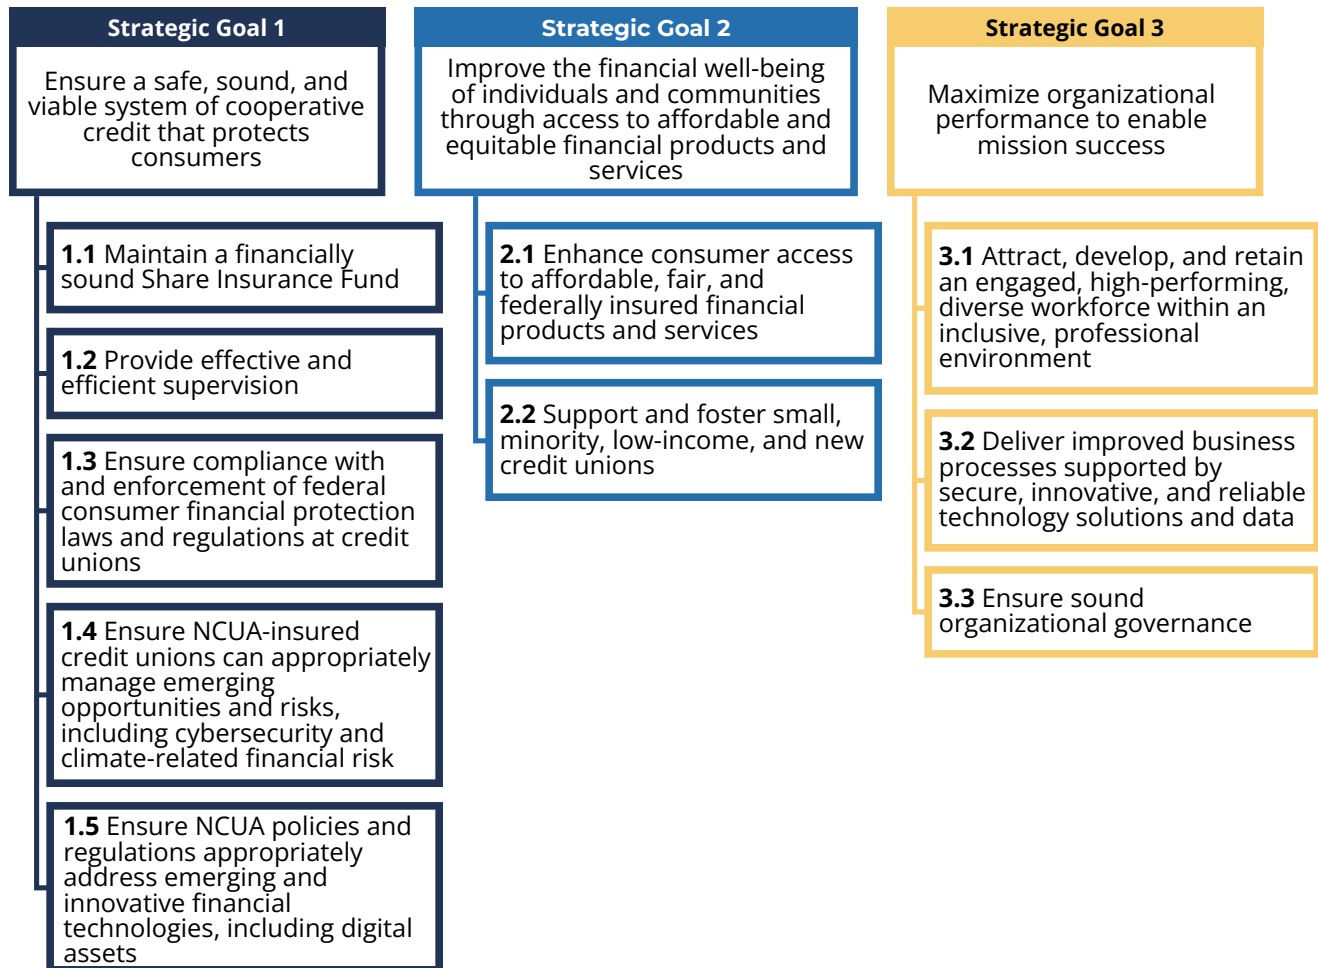 Strategic Goal 1
Ensure a safe, sound, and
viable system of cooperative
credit that protects
consumers
1.1 Maintain a financially
sound Share Insurance Fund
1.2 Provide effective and
efficient supervision
1.3 Ensure compliance with
and enforcement of federal
consumer financial protection
laws and regulations at credit
unions
1.4 Ensure NCUA-insured
credit unions can appropriately
manage emerging
opportunities and risks,
including cybersecurity and
climate-related financial risk
1.5 Ensure NCUA policies and
regulations appropriately
address emerging and
innovative financial
technologies, including digital
assets
Strategic Goal 2
Improve the financial well-being
of individuals and communities
through access to affordable and
equitable financial products and
services
2.1 Enhance consumer access
to affordable, fair, and
federally insured financial
products and services
2.2 Support and foster small,
minority, low-income, and new
credit unions
Strategic Goal 3
Maximize organizational
performance to enable
mission success
3.1 Attract, develop, and retain
an engaged, high-performing,
diverse workforce within an
inclusive, professional
environment
3.2 Deliver improved business
processes supported by
secure, innovative, and reliable
technology solutions and data
3.3 Ensure sound
organizational governance